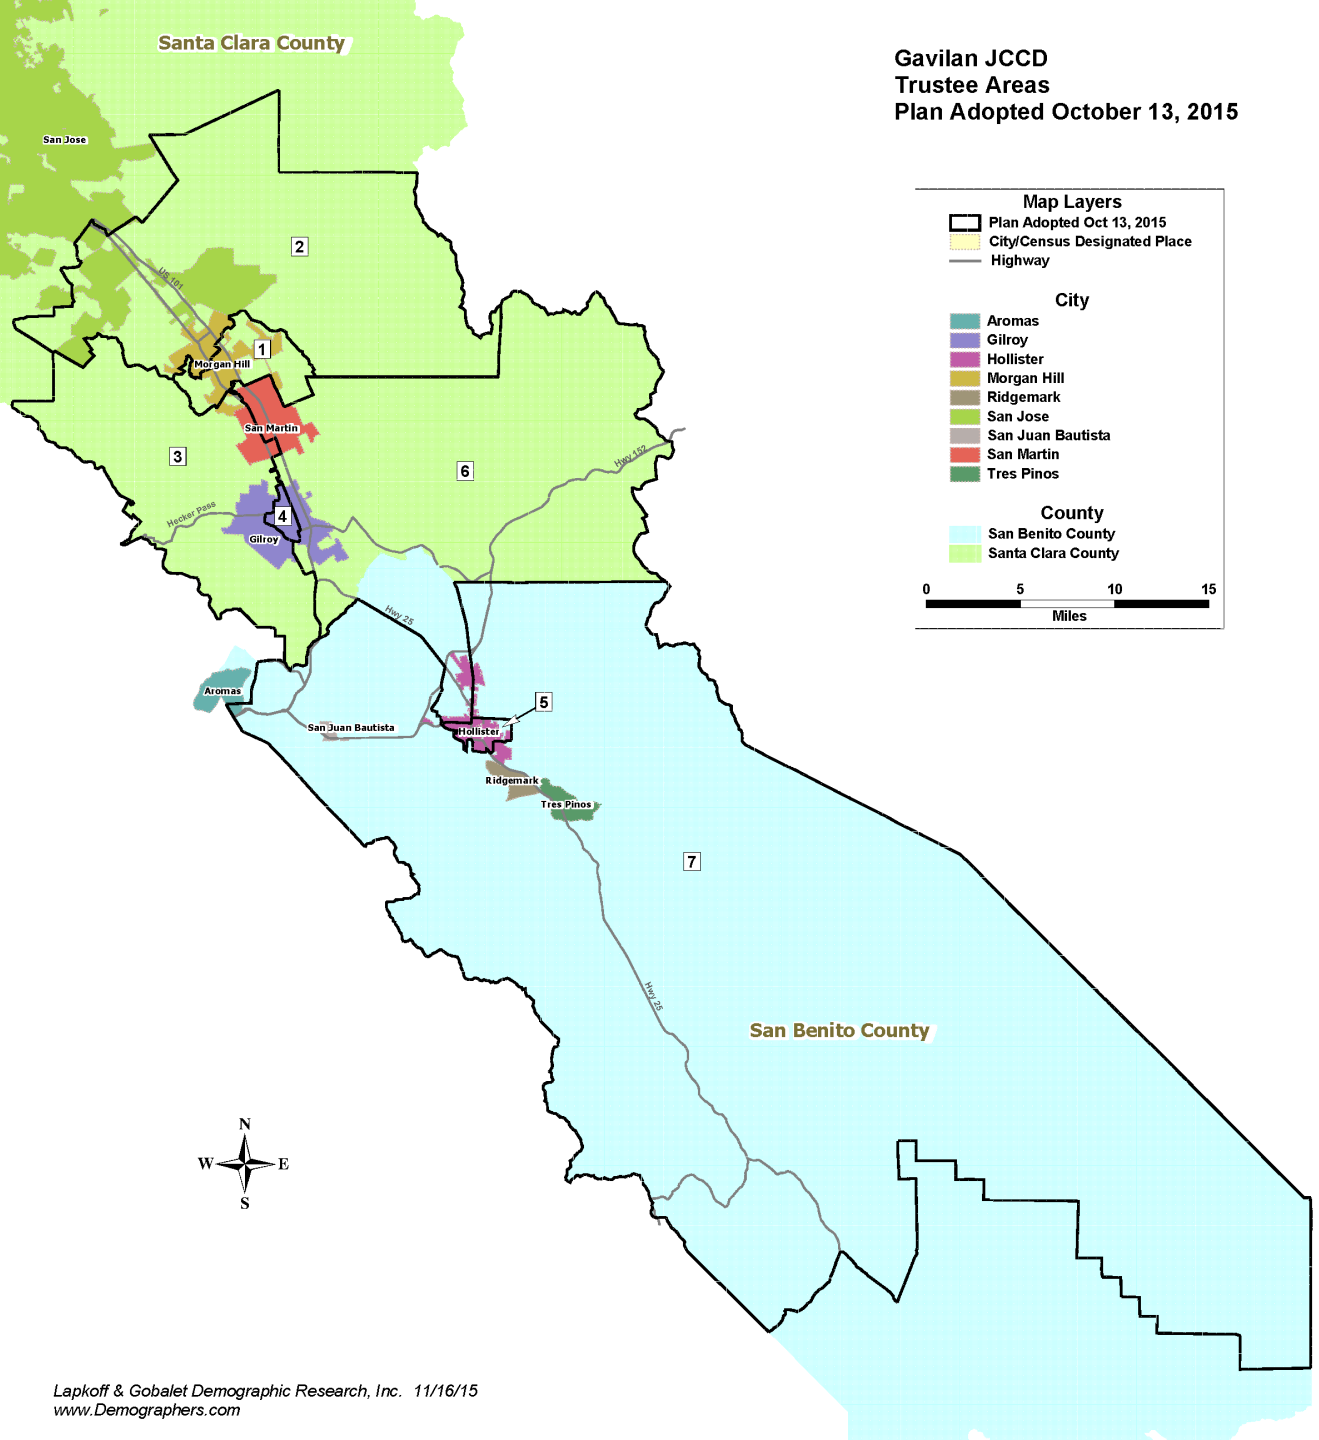 Santa Clara County
Gavilan JCCD
Trustee Areas
Plan Adopted October 13, 2015
San Jose
Map Layers
Plan Adopted Oct 13, 2015
City/Census Designated Place
Highway
2
US 101
City
Aromas
Gilroy
Hollister
Morgan Hill
Ridgemark
San Jose
San Juan Bautista
San Martin
Tres Pinos
County
San Benito County
Santa Clara County
0 5 10 15
Miles
1
Morgan Hill
San Martin
3
6
Hwy 152
Hecker Pass
4
Gilroy
Hwy 25
Aromas
5
San Juan Bautista
Hollister
Ridgemark
Tres Pinos
7
Hwy 25
San Benito County
N
W E
S
Lapkoff & Gobalet Demographic Research, Inc. 11/16/15
www.Demographers.com